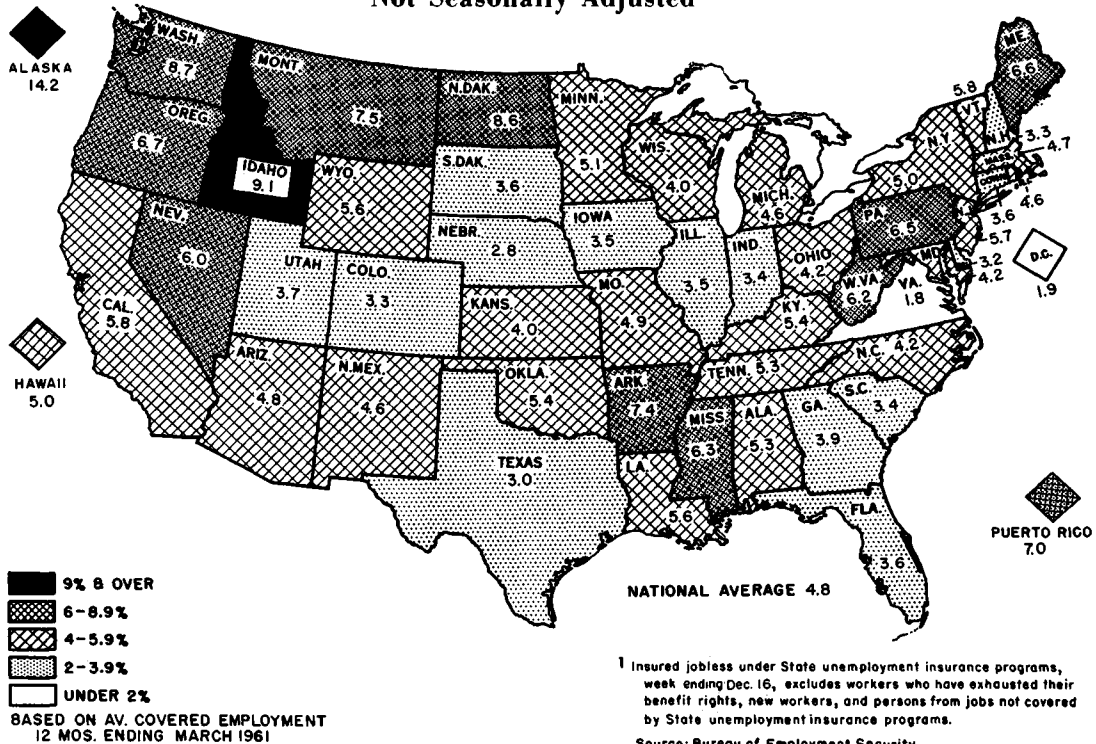 Not Seasonally Adjusted
ALASKA
14.2
WASH.
8.7
MONT.
7.5
N.DAK.
8.6
MINN.
5.1
OREG.
6.7
IDAHO
9.1
WYO.
5.6
S.DAK.
3.6
WIS.
4.0
MICH.
4.6
5.8
VT.
N.H.
3.3
ME.
6.6
N.Y.
5.0
MASS.
4.7
CONN.
4.6
3.6
NEV.
6.0
UTAH
3.7
COLO.
3.3
NEBR.
2.8
IOWA
3.5
ILL.
3.5
IND.
3.4
OHIO
4.2
PA.
6.5
N.J.
5.7
3.2
MD.
4.2
D.C.
1.9
W.VA.
6.2
VA.
1.8
CAL.
5.8
KANS.
4.0
MO.
4.9
KY.
5.4
HAWAII
5.0
ARIZ.
4.8
N.MEX.
4.6
OKLA.
5.4
ARK.
7.4
TENN. 5.3
N.C. 4.2
S.C.
3.4
TEXAS
3.0
LA.
5.6
MISS.
6.3
ALA.
5.3
GA.
3.9
FLA.
3.6
PUERTO RICO
7.0
NATIONAL AVERAGE 4.8
9% & OVER
6-8.9%
4-5.9%
2-3.9%
UNDER 2%
BASED ON AV. COVERED EMPLOYMENT
12 MOS. ENDING MARCH 1961
1 Insured jobless under State unemployment insurance programs,
week ending Dec. 16, excludes workers who have exhausted their
benefit rights, new workers, and persons from jobs not covered
by State unemployment insurance programs.
Source: Bureau of Employment Security